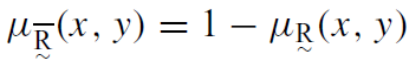 μ_R̰̅(x, y) = 1 − μ_R̰(x, y)